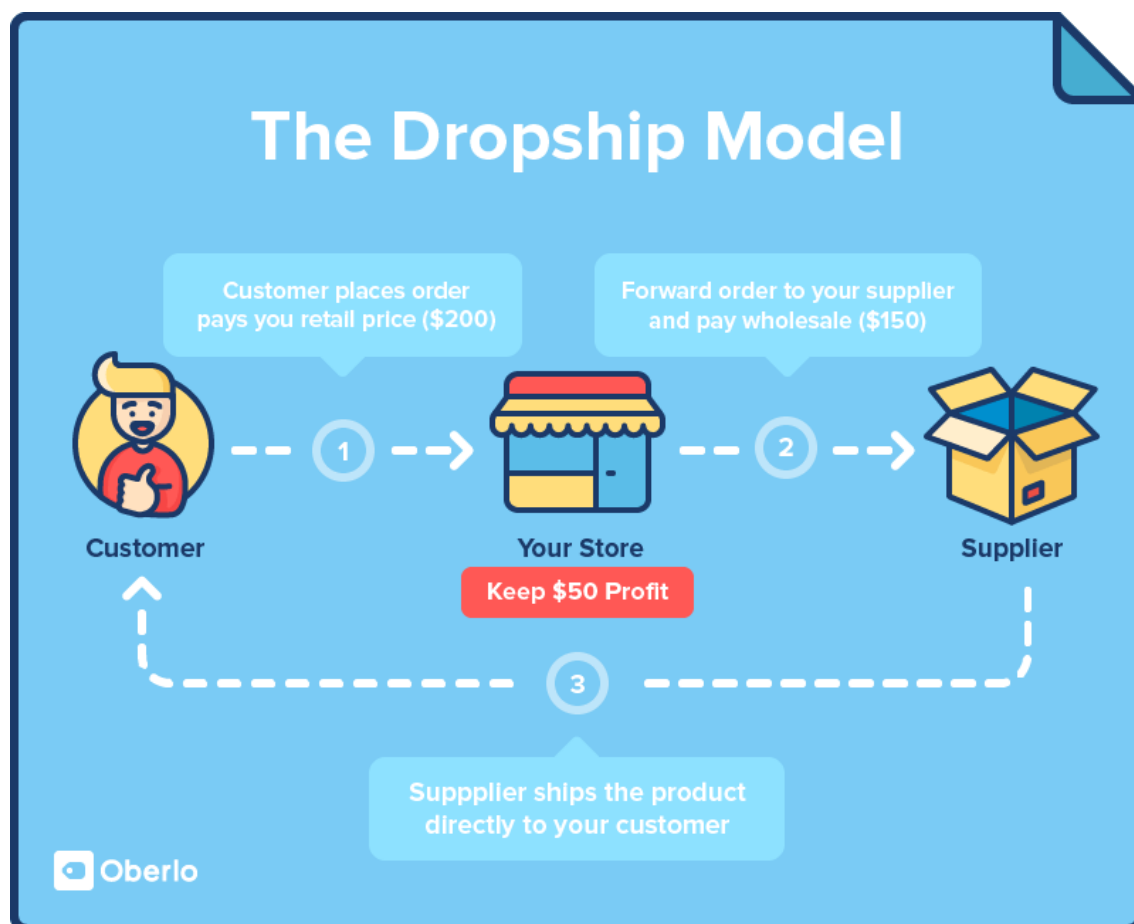 The Dropship Model
Customer places order
pays you retail price ($200)
Forward order to your supplier
and pay wholesale ($150)
1
2
Customer
Your Store
Supplier
Keep $50 Profit
3
Suppplier ships the product
directly to your customer
Oberlo